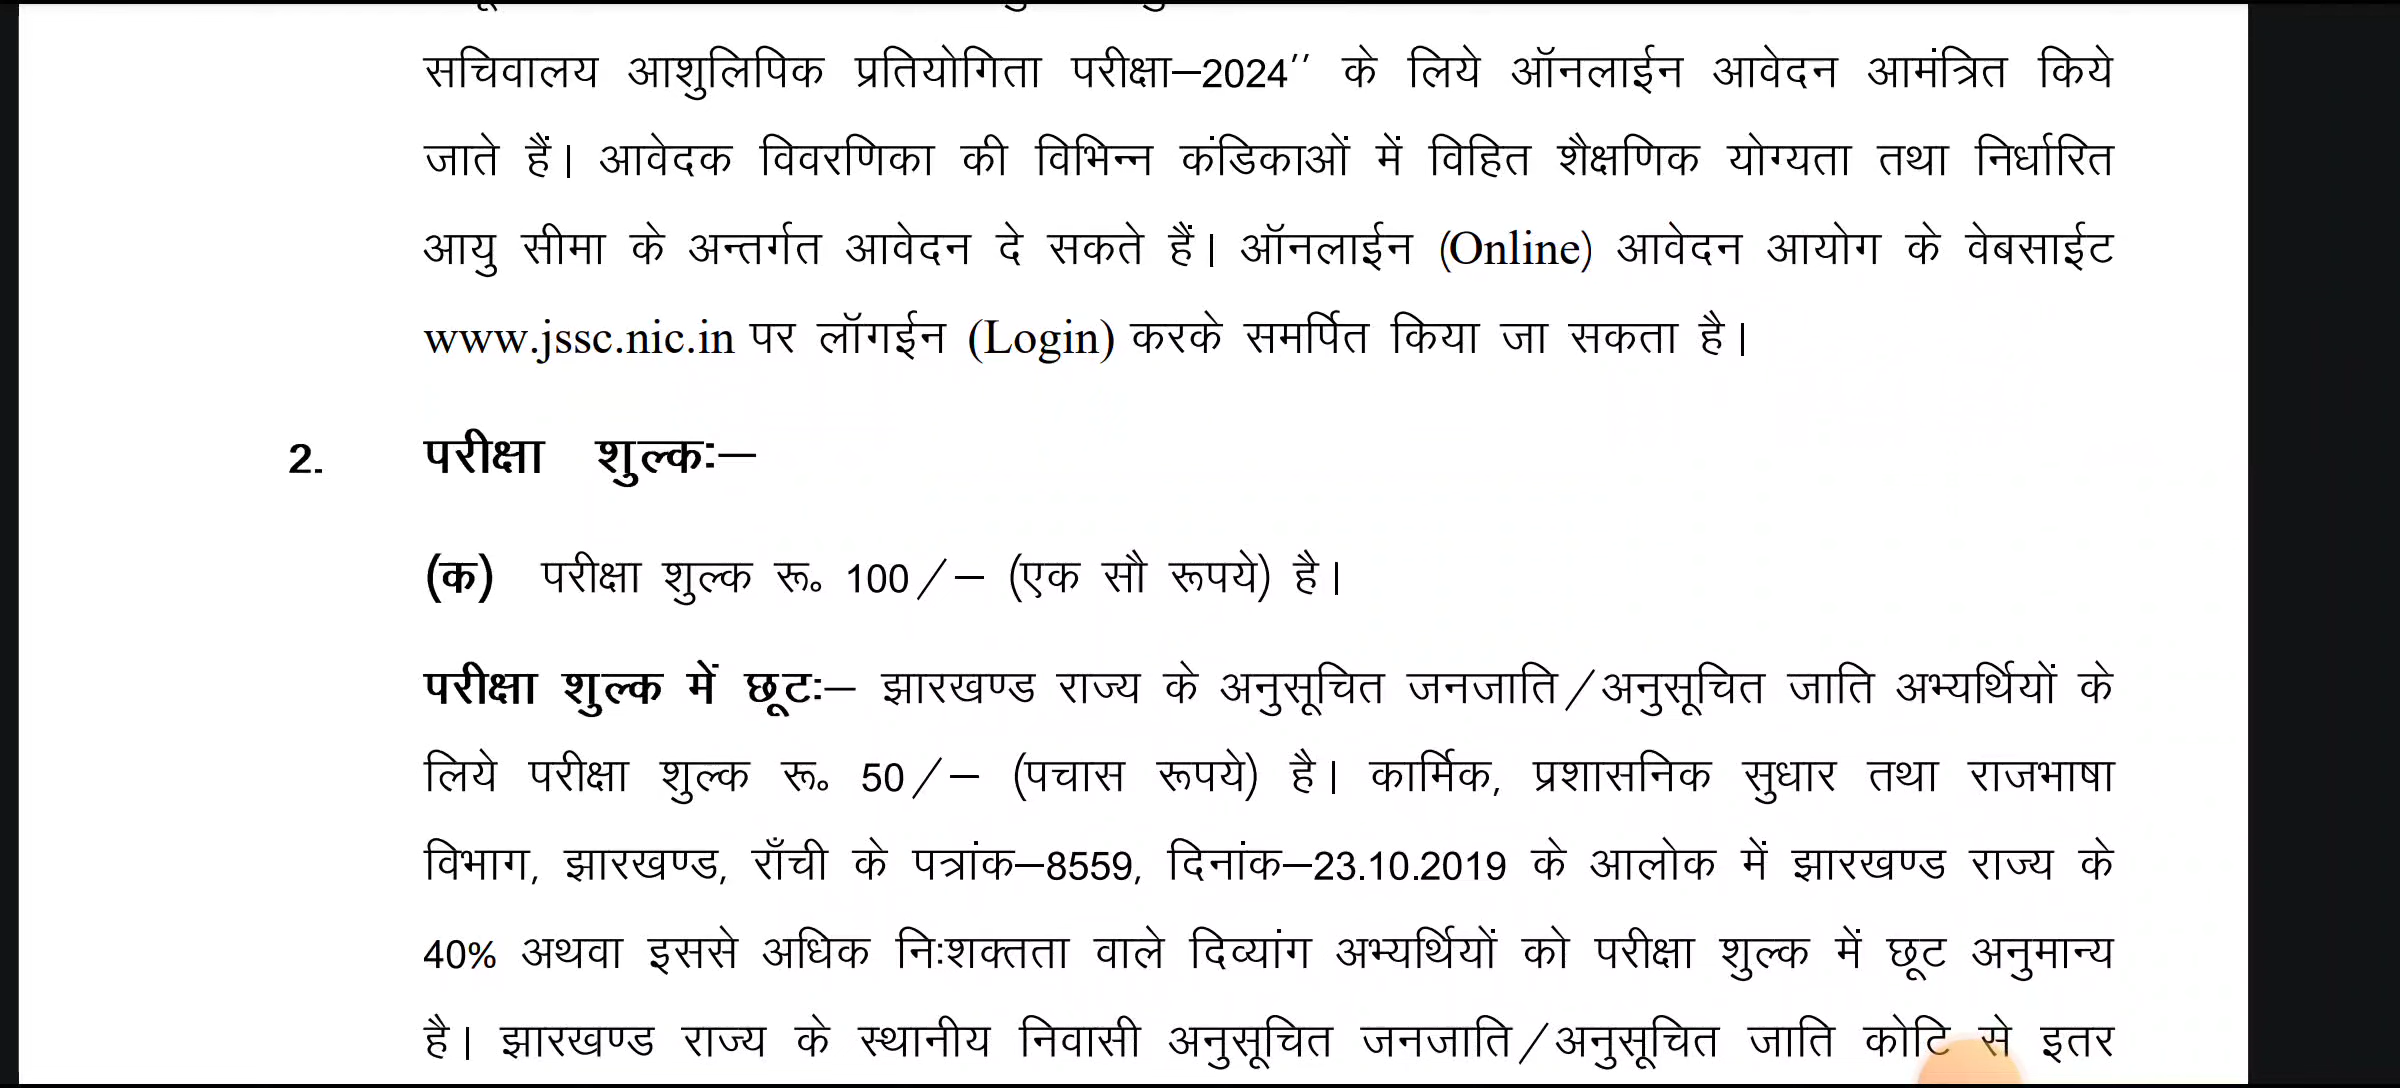 सचिवालय आशुलिपिक प्रतियोगिता परीक्षा–2024’’ के लिये ऑनलाईन आवेदन आमंत्रित किये
जाते हैं। आवेदक विवरणिका की विभिन्न कंडिकाओं में विहित शैक्षणिक योग्यता तथा निर्धारित
आयु सीमा के अन्तर्गत आवेदन दे सकते हैं। ऑनलाईन (Online) आवेदन आयोग के वेबसाईट
www.jssc.nic.in पर लॉगईन (Login) करके समर्पित किया जा सकता है।
2. परीक्षा शुल्क:–
(क) परीक्षा शुल्क रू० 100/– (एक सौ रूपये) है।
परीक्षा शुल्क में छूट:– झारखण्ड राज्य के अनुसूचित जनजाति/अनुसूचित जाति अभ्यर्थियों के
लिये परीक्षा शुल्क रू० 50/– (पचास रूपये) है। कार्मिक, प्रशासनिक सुधार तथा राजभाषा
विभाग, झारखण्ड, राँची के पत्रांक–8559, दिनांक–23.10.2019 के आलोक में झारखण्ड राज्य के
40% अथवा इससे अधिक नि:शक्तता वाले दिव्यांग अभ्यर्थियों को परीक्षा शुल्क में छूट अनुमान्य
है। झारखण्ड राज्य के स्थानीय निवासी अनुसूचित जनजाति/अनुसूचित जाति कोटि से इतर